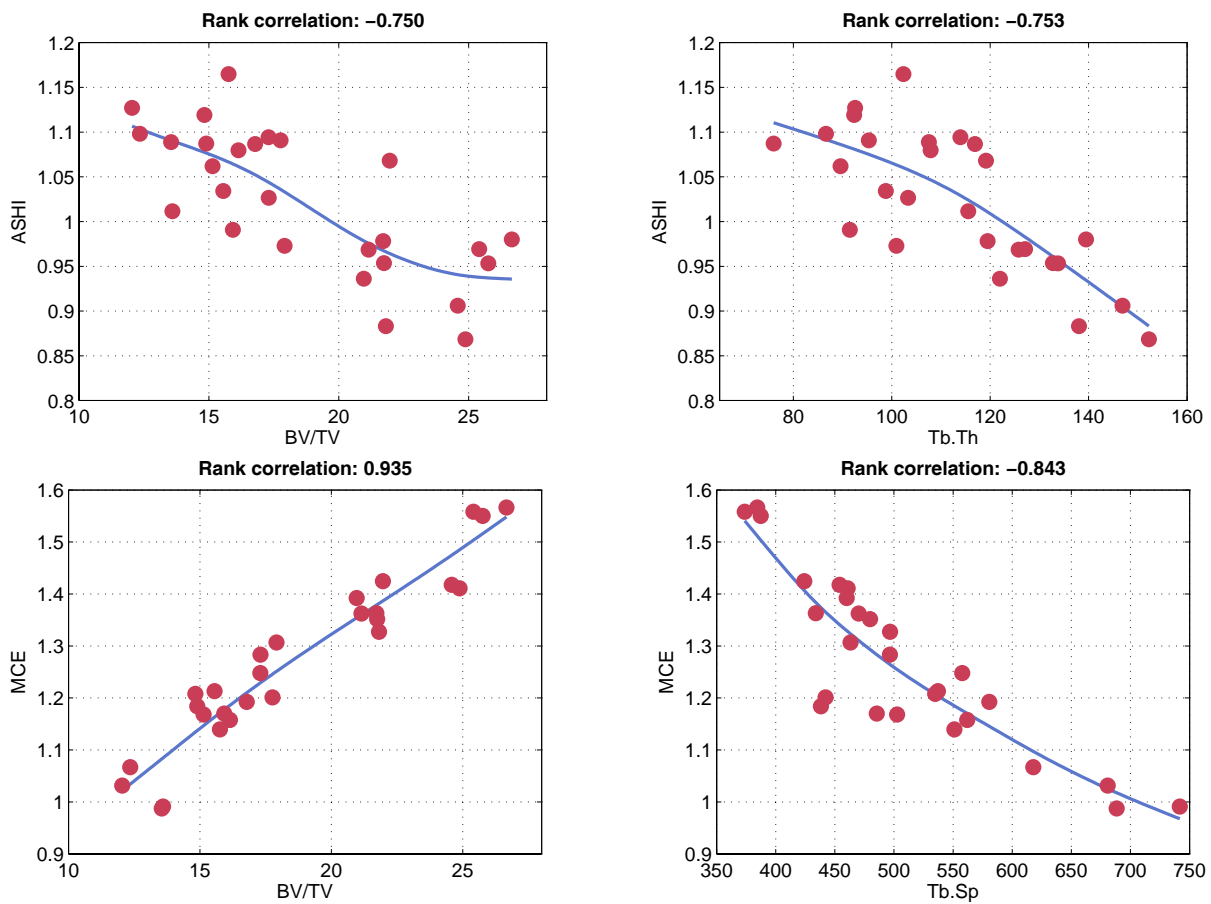 Rank correlation: −0.750
1.2
1.15
1.1
1.05
1
0.95
0.9
0.85
0.8
ASHI
10 15 20 25
BV/TV
Rank correlation: −0.753
1.2
1.15
1.1
1.05
1
0.95
0.9
0.85
0.8
ASHI
80 100 120 140 160
Tb.Th
Rank correlation: 0.935
1.6
1.5
1.4
1.3
1.2
1.1
1
0.9
MCE
10 15 20 25
BV/TV
Rank correlation: −0.843
1.6
1.5
1.4
1.3
1.2
1.1
1
0.9
MCE
350 400 450 500 550 600 650 700 750
Tb.Sp